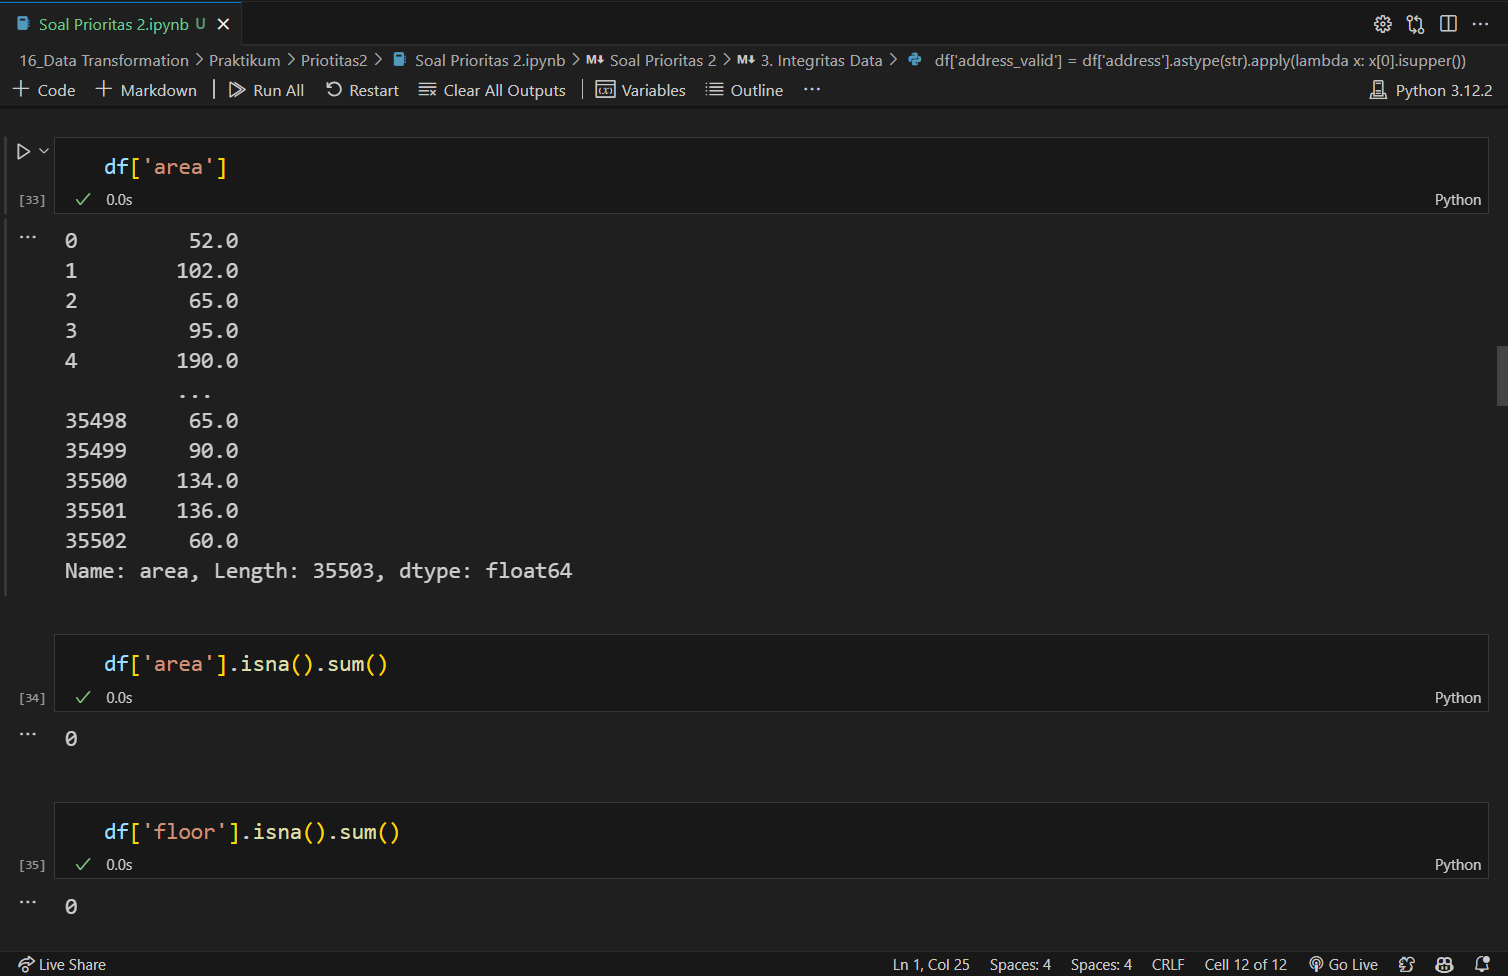 Soal Prioritas 2.ipynb U
16_Data Transformation > Praktikum > Priotitas2 > Soal Prioritas 2.ipynb > M↓ Soal Prioritas 2 > M↓ 3. Integritas Data > df['address_valid'] = df['address'].astype(str).apply(lambda x: x[0].isupper())
+ Code + Markdown | Run All Restart Clear All Outputs | Variables Outline ... Python 3.12.2
df['area']
[33] 0.0s Python
...
0 52.0
1 102.0
2 65.0
3 95.0
4 190.0
...
35498 65.0
35499 90.0
35500 134.0
35501 136.0
35502 60.0
Name: area, Length: 35503, dtype: float64
df['area'].isna().sum()
[34] 0.0s Python
... 0
df['floor'].isna().sum()
[35] 0.0s Python
... 0
Live Share Ln 1, Col 25 Spaces: 4 Spaces: 4 CRLF Cell 12 of 12 Go Live